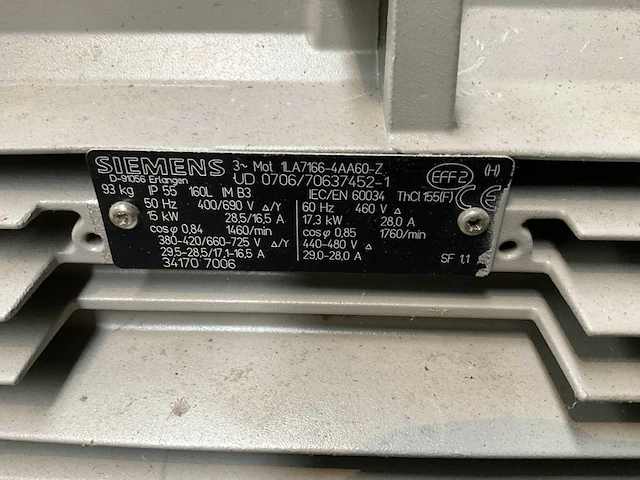 SIEMENS 3~ Mot. 1LA7166-4AA60-Z EFF2 (H)
D-91056 Erlangen UD 0706/70637452-1
93 kg IP 55 160L IM B3 IEC/EN 60034 ThCl 155(F) CE
50 Hz 400/690 V Δ/Y 60 Hz 460 V Δ
15 kW 28,5/16,5 A 17,3 kW 28,0 A
cosφ 0,84 1460/min cosφ 0,85 1760/min
380-420/660-725 V Δ/Y 440-480 V Δ
29,5-28,5/17,1-16,5 A 29,0-28,0 A SF 1,1
34170 7006